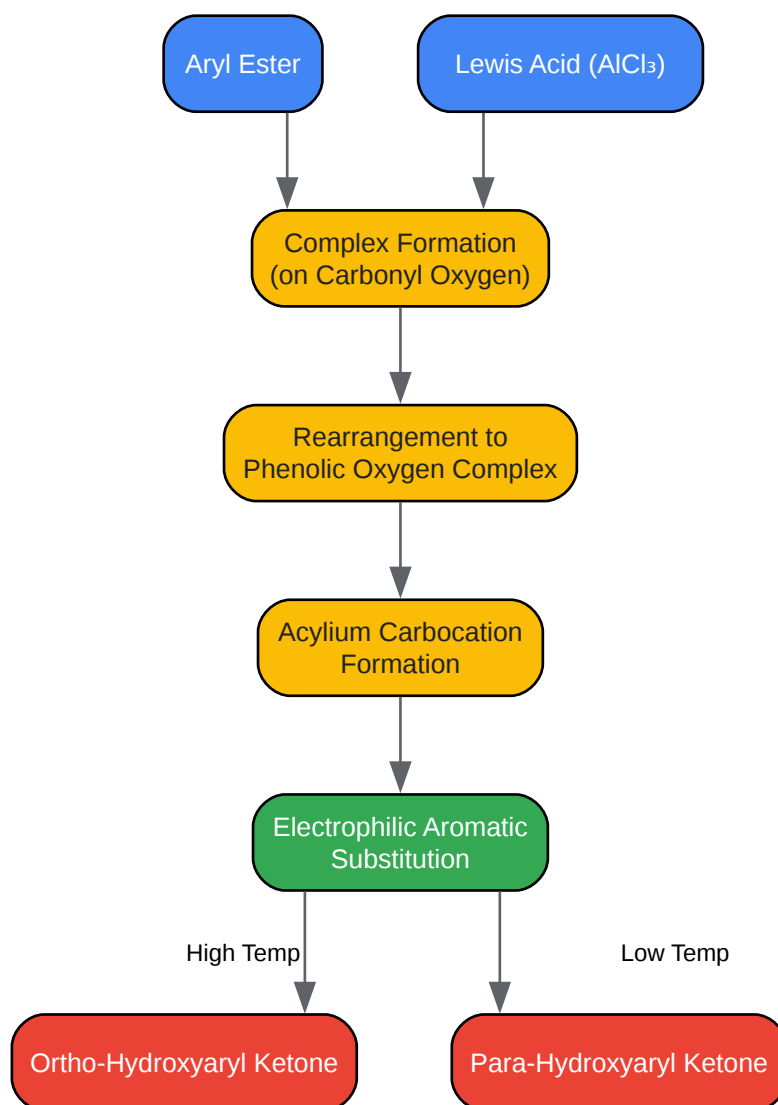 Aryl Ester
Lewis Acid (AlCl₃)
Complex Formation
(on Carbonyl Oxygen)
Rearrangement to
Phenolic Oxygen Complex
Acylium Carbocation
Formation
Electrophilic Aromatic
Substitution
High Temp
Low Temp
Ortho-Hydroxyaryl Ketone
Para-Hydroxyaryl Ketone